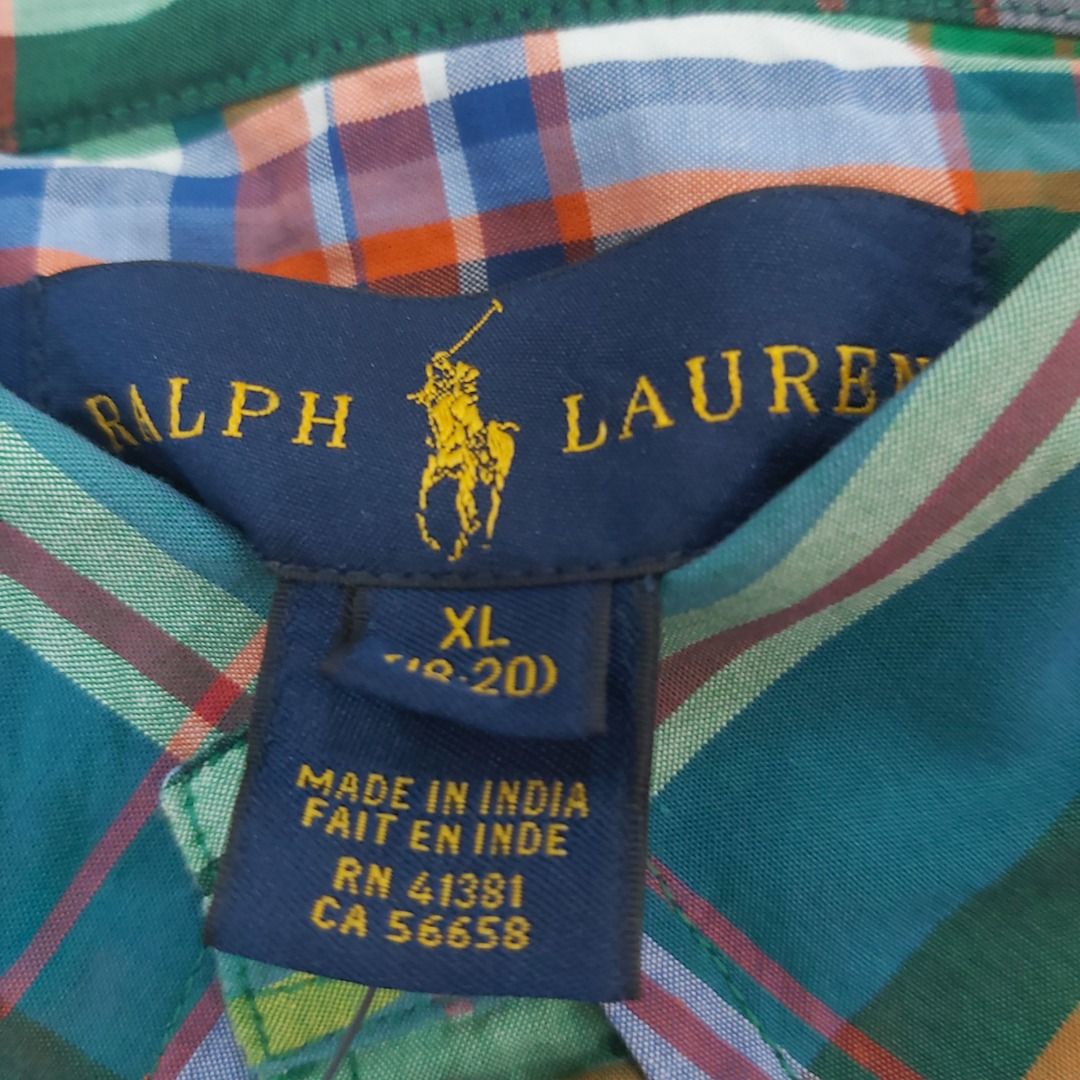 RALPH LAUREN
XL
(18-20)
MADE IN INDIA
FAIT EN INDE
RN 41381
CA 56658